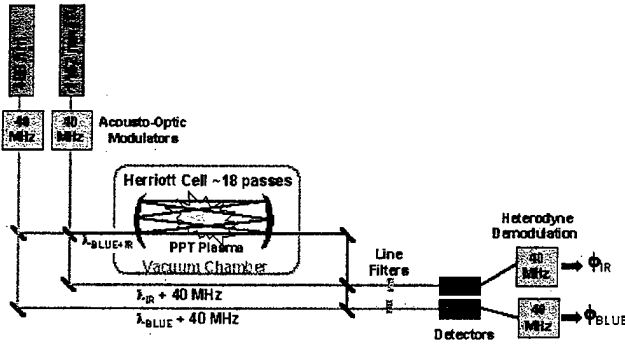 40
MHz
40
MHz
Acousto-Optic
Modulators
Herriott Cell ~18 passes
λBLUE+IR
PPT Plasma
Vacuum Chamber
Heterodyne
Demodulation
Line
Filters
40
MHz
ϕIR
λIR + 40 MHz
λBLUE + 40 MHz
40
MHz
ϕBLUE
Detectors